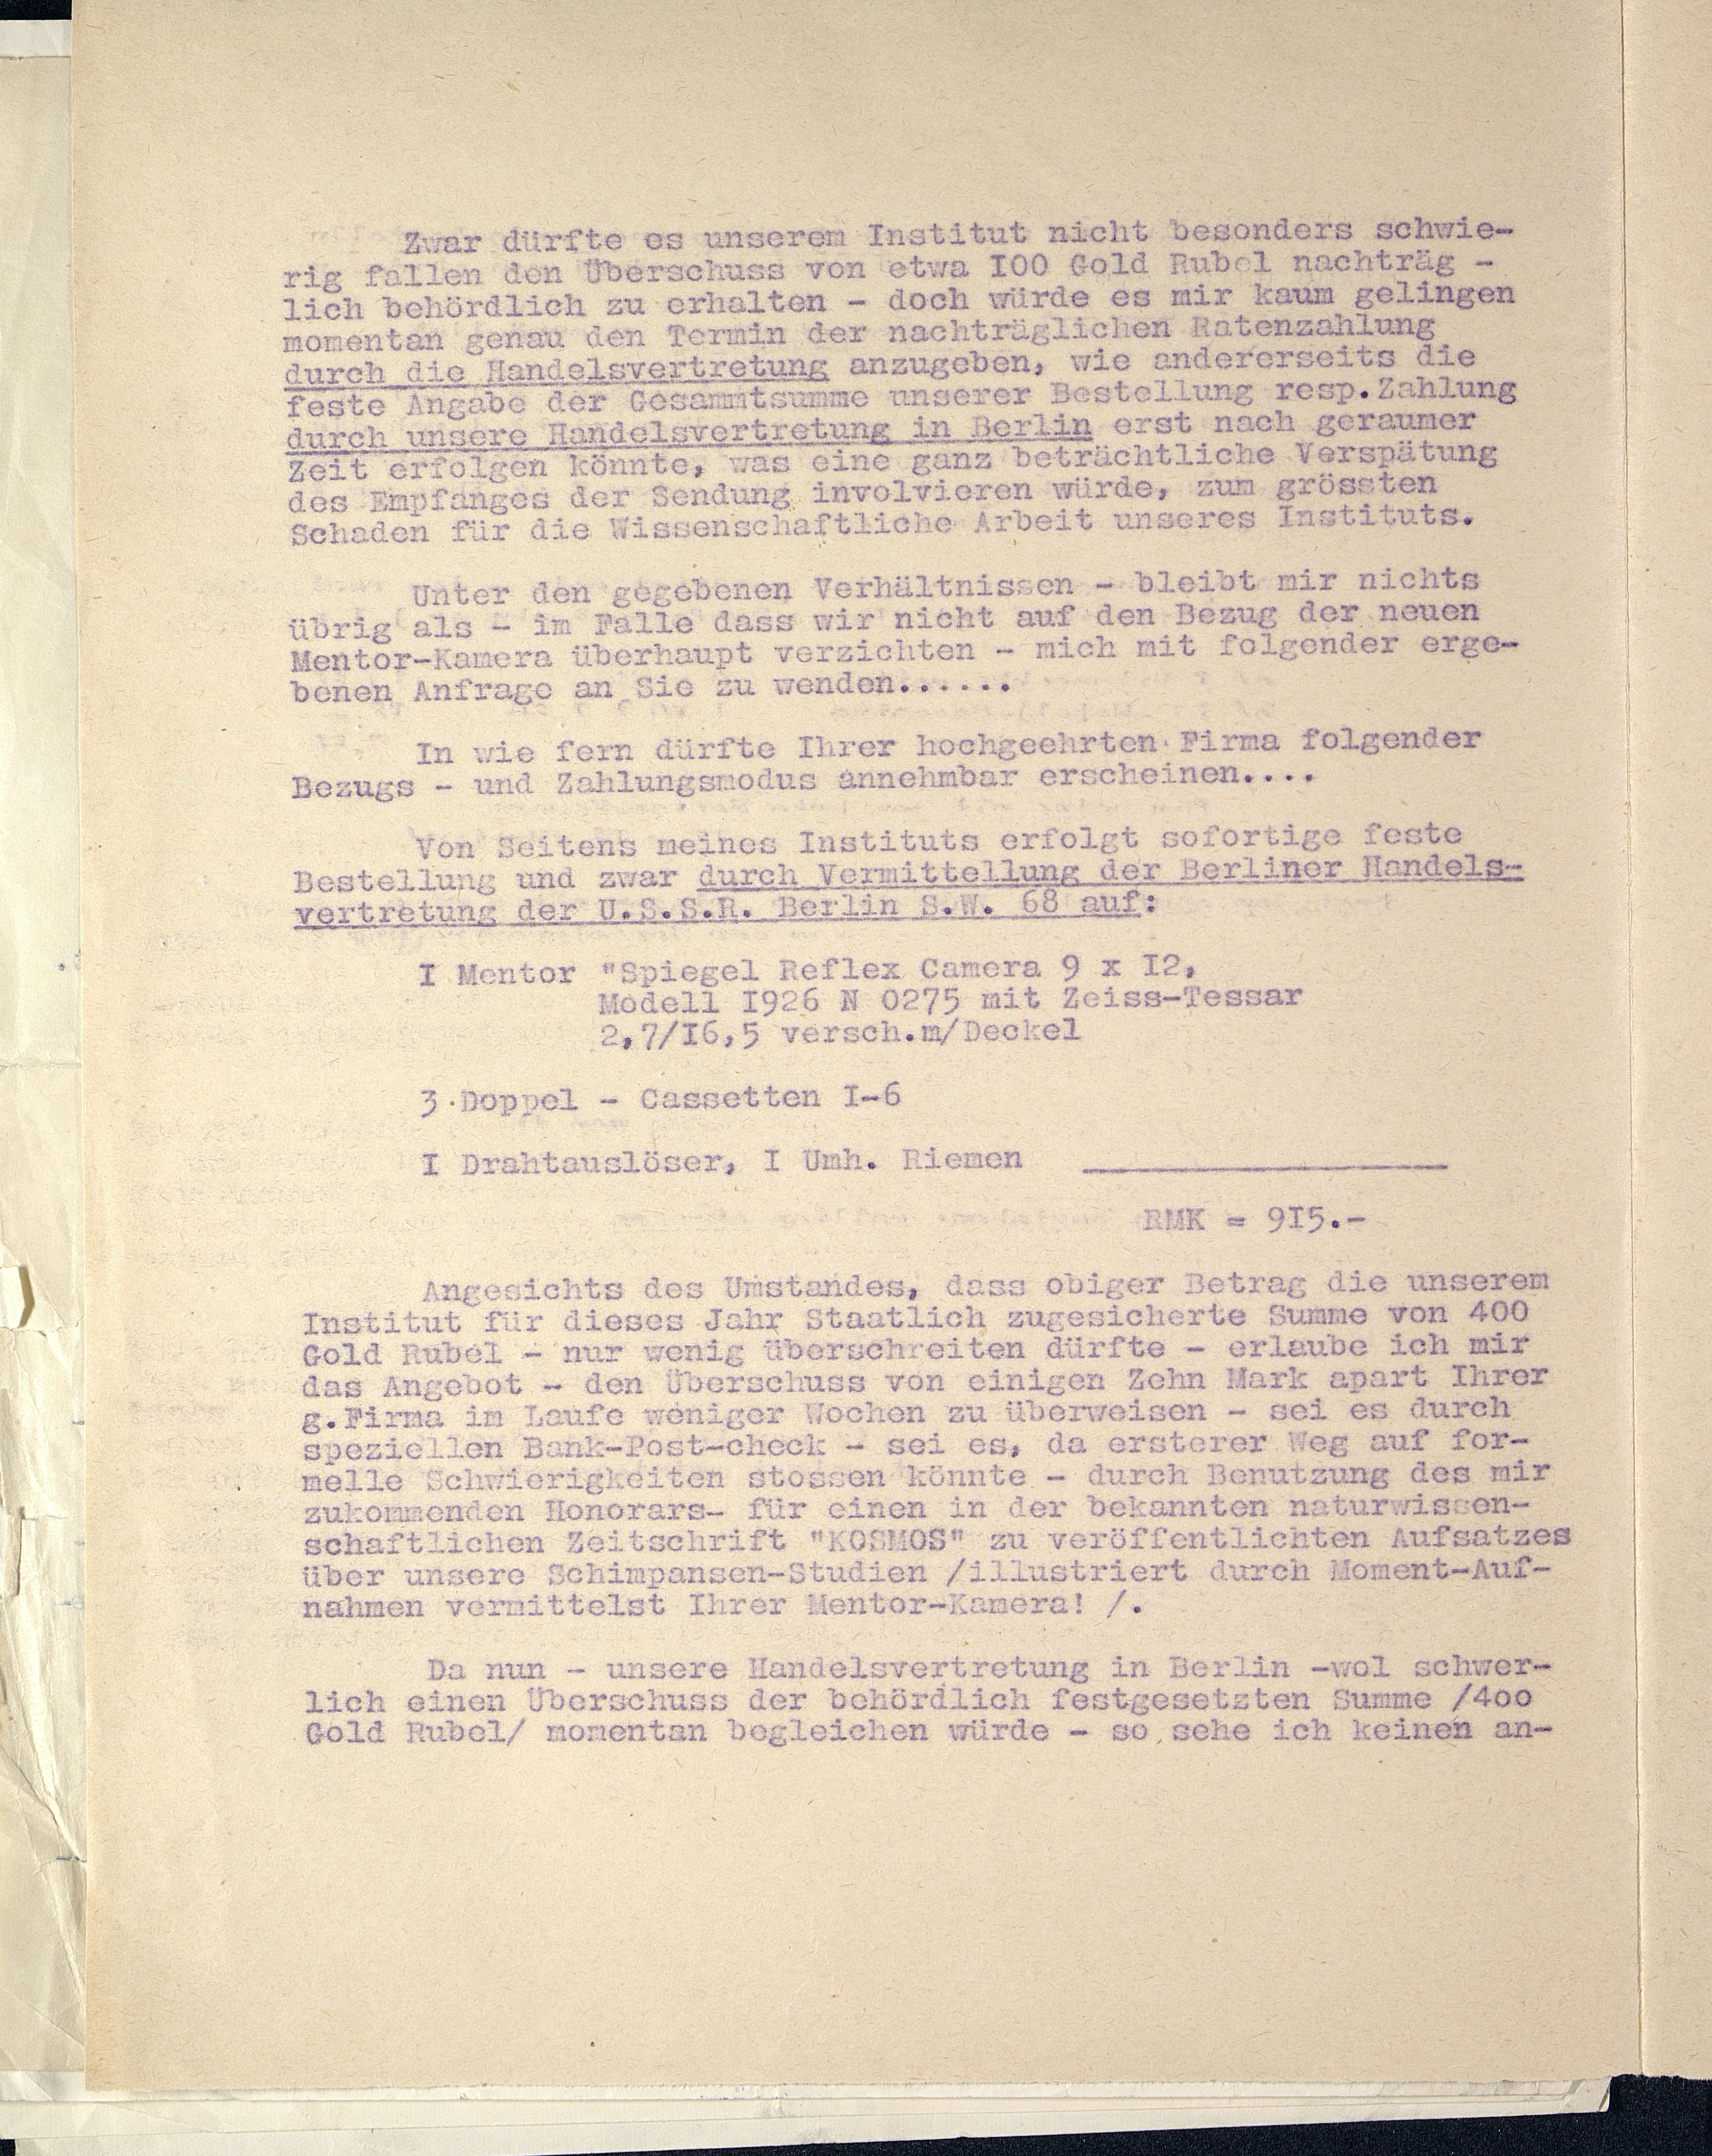 Zwar dürfte es unserem Institut nicht besonders schwie-
rig fallen den Überschuss von etwa I00 Gold Rubel nachträg -
lich behördlich zu erhalten - doch würde es mir kaum gelingen
momentan genau den Termin der nachträglichen Ratenzahlung
durch die Handelsvertretung anzugeben, wie andererseits die
feste Angabe der Gesammtsumme unserer Bestellung resp.Zahlung
durch unsere Handelsvertretung in Berlin erst nach geraumer
Zeit erfolgen könnte, was eine ganz beträchtliche Verspätung
des Empfanges der Sendung involvieren würde, zum grössten
Schaden für die Wissenschaftliche Arbeit unseres Instituts.
Unter den gegebenen Verhältnissen - bleibt mir nichts
übrig als - im Falle dass wir nicht auf den Bezug der neuen
Mentor-Kamera überhaupt verzichten - mich mit folgender erge-
benen Anfrage an Sie zu wenden......
In wie fern dürfte Ihrer hochgeehrten Firma folgender
Bezugs - und Zahlungsmodus annehmbar erscheinen....
Von Seitens meines Instituts erfolgt sofortige feste
Bestellung und zwar durch Vermittellung der Berliner Handels-
vertretung der U.S.S.R. Berlin S.W. 68 auf:
I Mentor "Spiegel Reflex Camera 9 x I2,
Modell I926 N 0275 mit Zeiss-Tessar
2,7/I6,5 versch.m/Deckel
3 Doppel - Cassetten I-6
I Drahtauslöser, I Umh. Riemen
RMK = 9I5.-
Angesichts des Umstandes, dass obiger Betrag die unserem
Institut für dieses Jahr Staatlich zugesicherte Summe von 400
Gold Rubel - nur wenig überschreiten dürfte - erlaube ich mir
das Angebot - den Überschuss von einigen Zehn Mark apart Ihrer
g.Firma im Laufe weniger Wochen zu überweisen - sei es durch
speziellen Bank-Post-check - sei es, da ersterer Weg auf for-
melle Schwierigkeiten stossen könnte - durch Benutzung des mir
zukommenden Honorars- für einen in der bekannten naturwissen-
schaftlichen Zeitschrift "KOSMOS" zu veröffentlichten Aufsatzes
über unsere Schimpansen-Studien /illustriert durch Moment-Auf-
nahmen vermittelst Ihrer Mentor-Kamera! /.
Da nun - unsere Handelsvertretung in Berlin -wol schwer-
lich einen Überschuss der behördlich festgesetzten Summe /4oo
Gold Rubel/ momentan begleichen würde - so sehe ich keinen an-